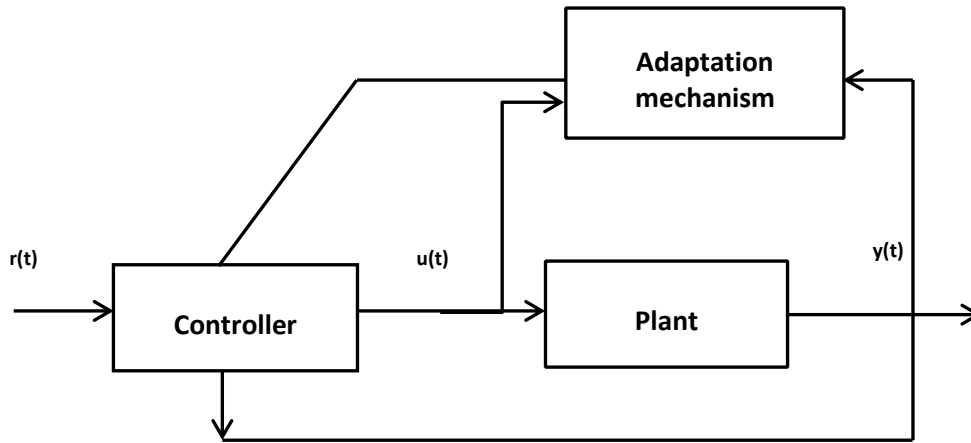 Adaptation
mechanism
r(t)
u(t)
y(t)
Controller
Plant